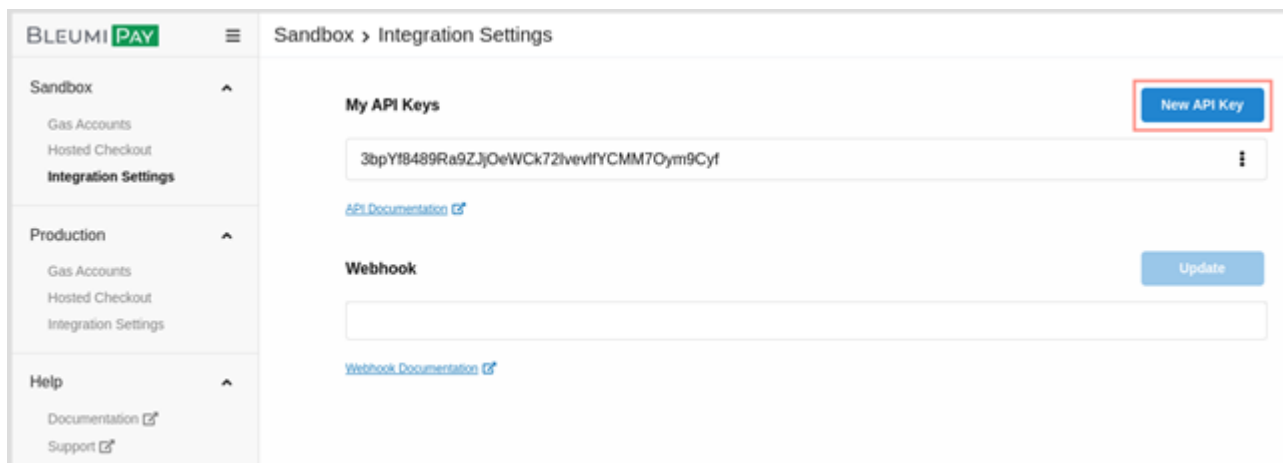 BLEUMI PAY
Sandbox > Integration Settings
Sandbox
Gas Accounts
Hosted Checkout
Integration Settings
Production
Gas Accounts
Hosted Checkout
Integration Settings
Help
Documentation
Support
My API Keys
New API Key
3bpYf8489Ra9ZJjOeWCk72IvevlfYCMM7Oym9Cyf
API Documentation
Webhook
Update
Webhook Documentation